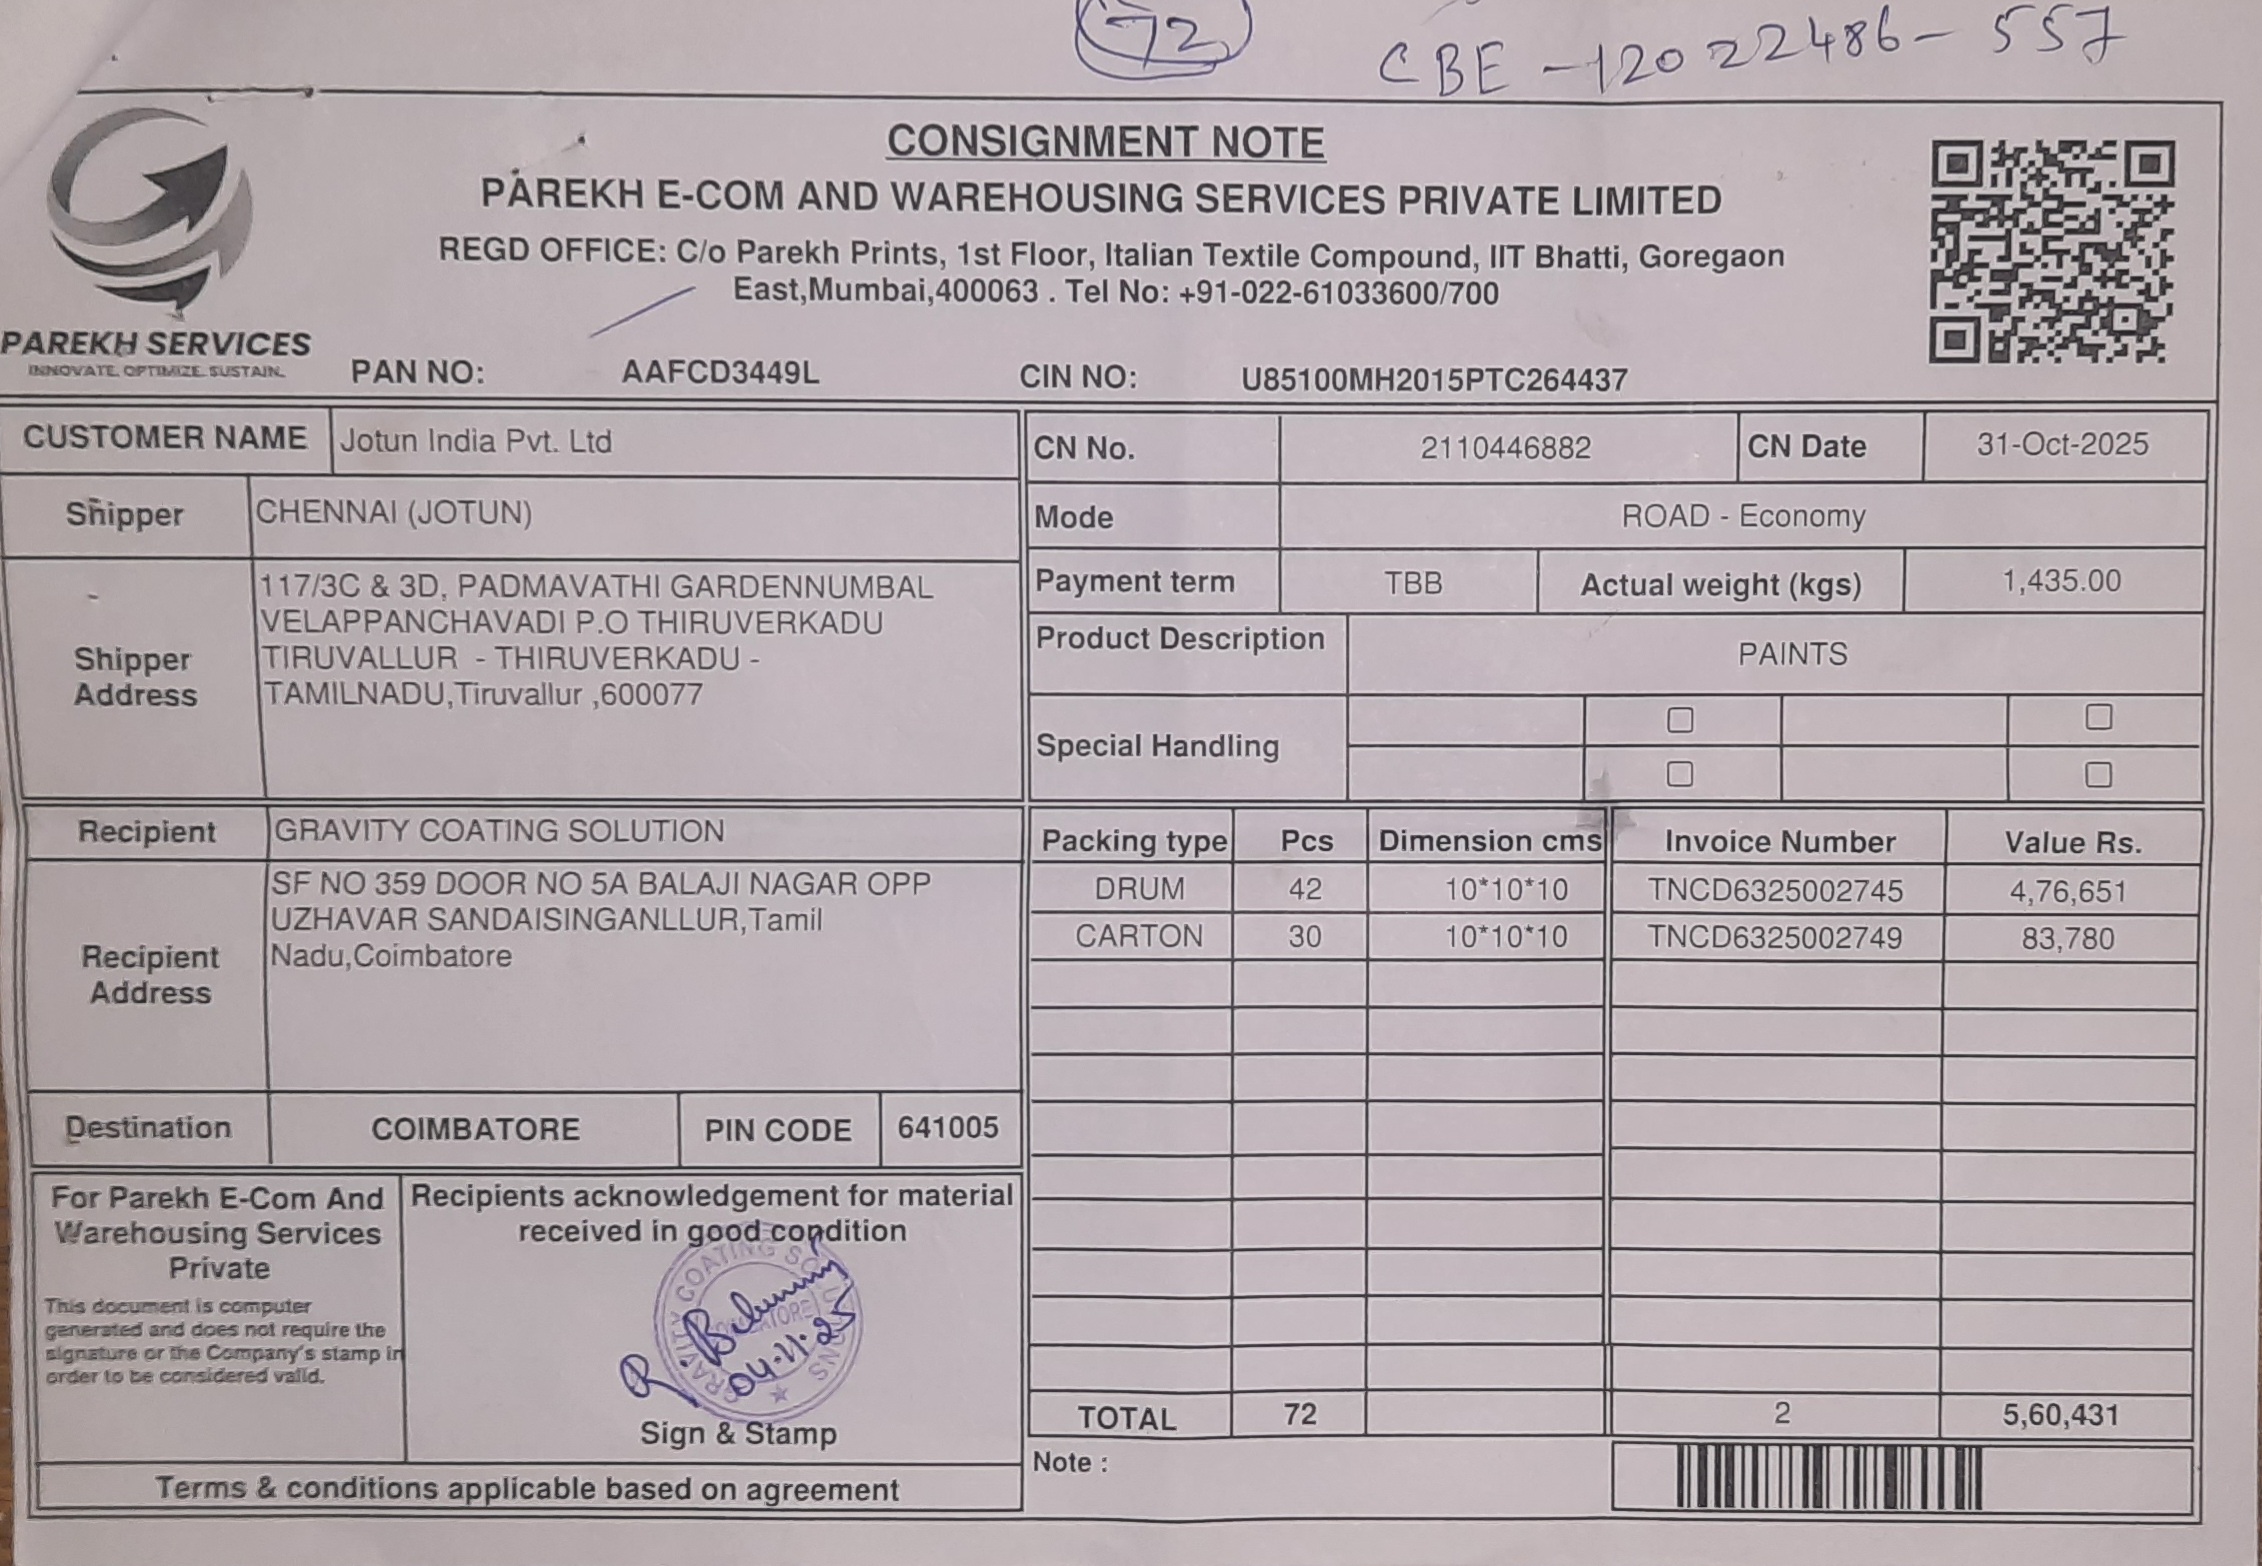 72
CBE - 12022486 - 557
CONSIGNMENT NOTE
PAREKH E-COM AND WAREHOUSING SERVICES PRIVATE LIMITED
REGD OFFICE: C/o Parekh Prints, 1st Floor, Italian Textile Compound, IIT Bhatti, Goregaon
East,Mumbai,400063 . Tel No: +91-022-61033600/700
PAREKH SERVICES
INNOVATE. OPTIMIZE. SUSTAIN.
PAN NO: AAFCD3449L CIN NO: U85100MH2015PTC264437
CUSTOMER NAME Jotun India Pvt. Ltd
Shipper CHENNAI (JOTUN)
Shipper Address
117/3C & 3D, PADMAVATHI GARDENNUMBAL
VELAPPANCHAVADI P.O THIRUVERKADU
TIRUVALLUR - THIRUVERKADU -
TAMILNADU,Tiruvallur ,600077
CN No. 2110446882 CN Date 31-Oct-2025
Mode ROAD - Economy
Payment term TBB Actual weight (kgs) 1,435.00
Product Description PAINTS
Special Handling
Recipient GRAVITY COATING SOLUTION
Recipient Address
SF NO 359 DOOR NO 5A BALAJI NAGAR OPP
UZHAVAR SANDAISINGANLLUR,Tamil
Nadu,Coimbatore
Destination COIMBATORE PIN CODE 641005
Packing type Pcs Dimension cms Invoice Number Value Rs.
DRUM 42 10*10*10 TNCD6325002745 4,76,651
CARTON 30 10*10*10 TNCD6325002749 83,780
TOTAL 72 2 5,60,431
Note :
For Parekh E-Com And
Warehousing Services
Private
This document is computer
generated and does not require the
signature or the Company's stamp in
order to be considered valid.
Recipients acknowledgement for material
received in good condition
GRAVITY COATING SOLUTIONS
04.11.25
Sign & Stamp
Terms & conditions applicable based on agreement